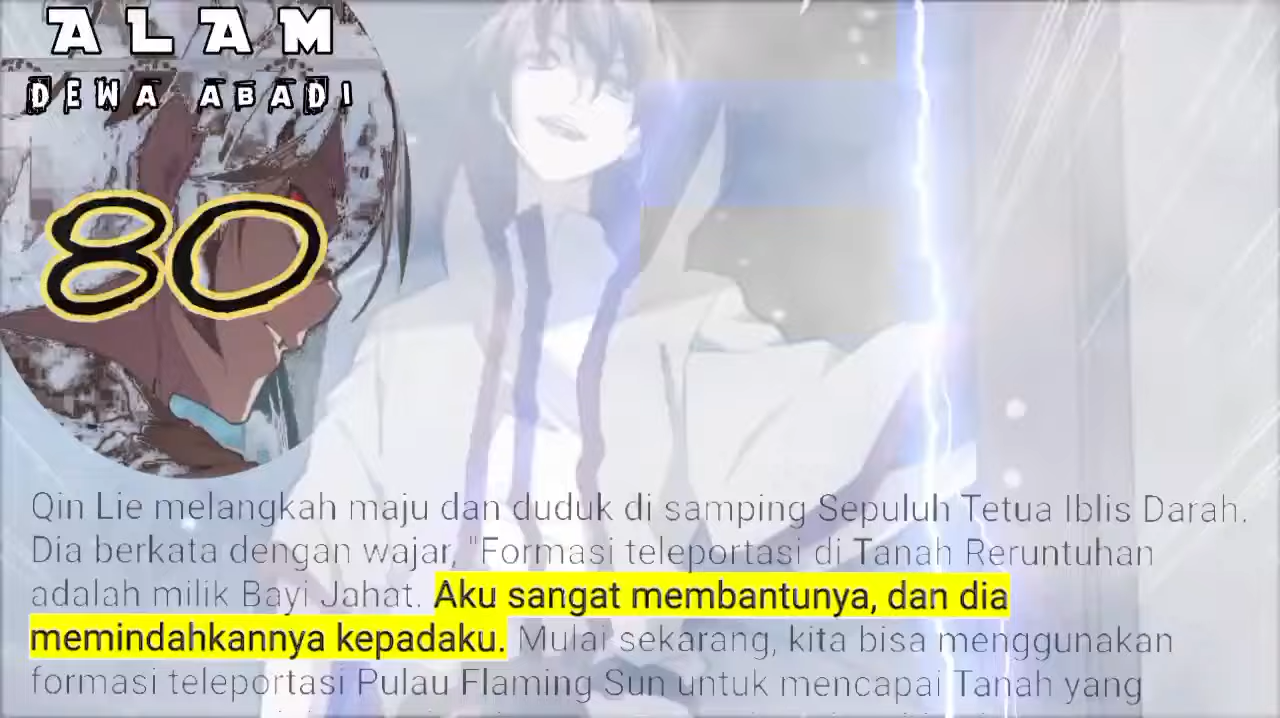 ALAM
DEWA ABADI
80
Qin Lie melangkah maju dan duduk di samping Sepuluh Tetua Iblis Darah.
Dia berkata dengan wajar, "Formasi teleportasi di Tanah Reruntuhan
adalah milik Bayi Jahat. Aku sangat membantunya, dan dia
memindahkannya kepadaku. Mulai sekarang, kita bisa menggunakan
formasi teleportasi Pulau Flaming Sun untuk mencapai Tanah yang